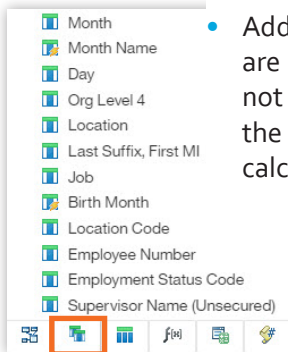 Month
Month Name
Day
Org Level 4
Location
Last Suffix, First MI
Job
Birth Month
Location Code
Employee Number
Employment Status Code
Supervisor Name (Unsecured)
• Add
are
not
the
calc